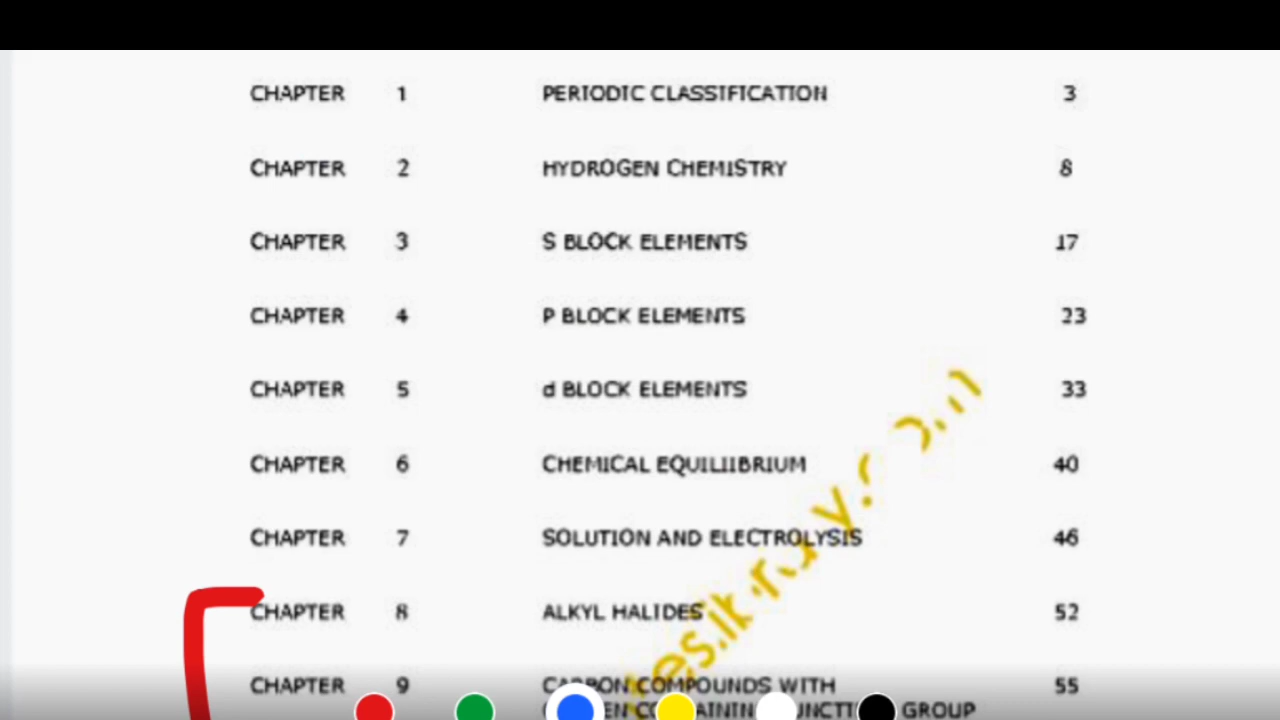 CHAPTER 1 PERIODIC CLASSIFICATION 3
CHAPTER 2 HYDROGEN CHEMISTRY 8
CHAPTER 3 S BLOCK ELEMENTS 17
CHAPTER 4 P BLOCK ELEMENTS 23
CHAPTER 5 d BLOCK ELEMENTS 33
CHAPTER 6 CHEMICAL EQUILIIBRIUM 40
CHAPTER 7 SOLUTION AND ELECTROLYSIS 46
CHAPTER 8 ALKYL HALIDES 52
CHAPTER 9 CARBON COMPOUNDS WITH 55
GROUP